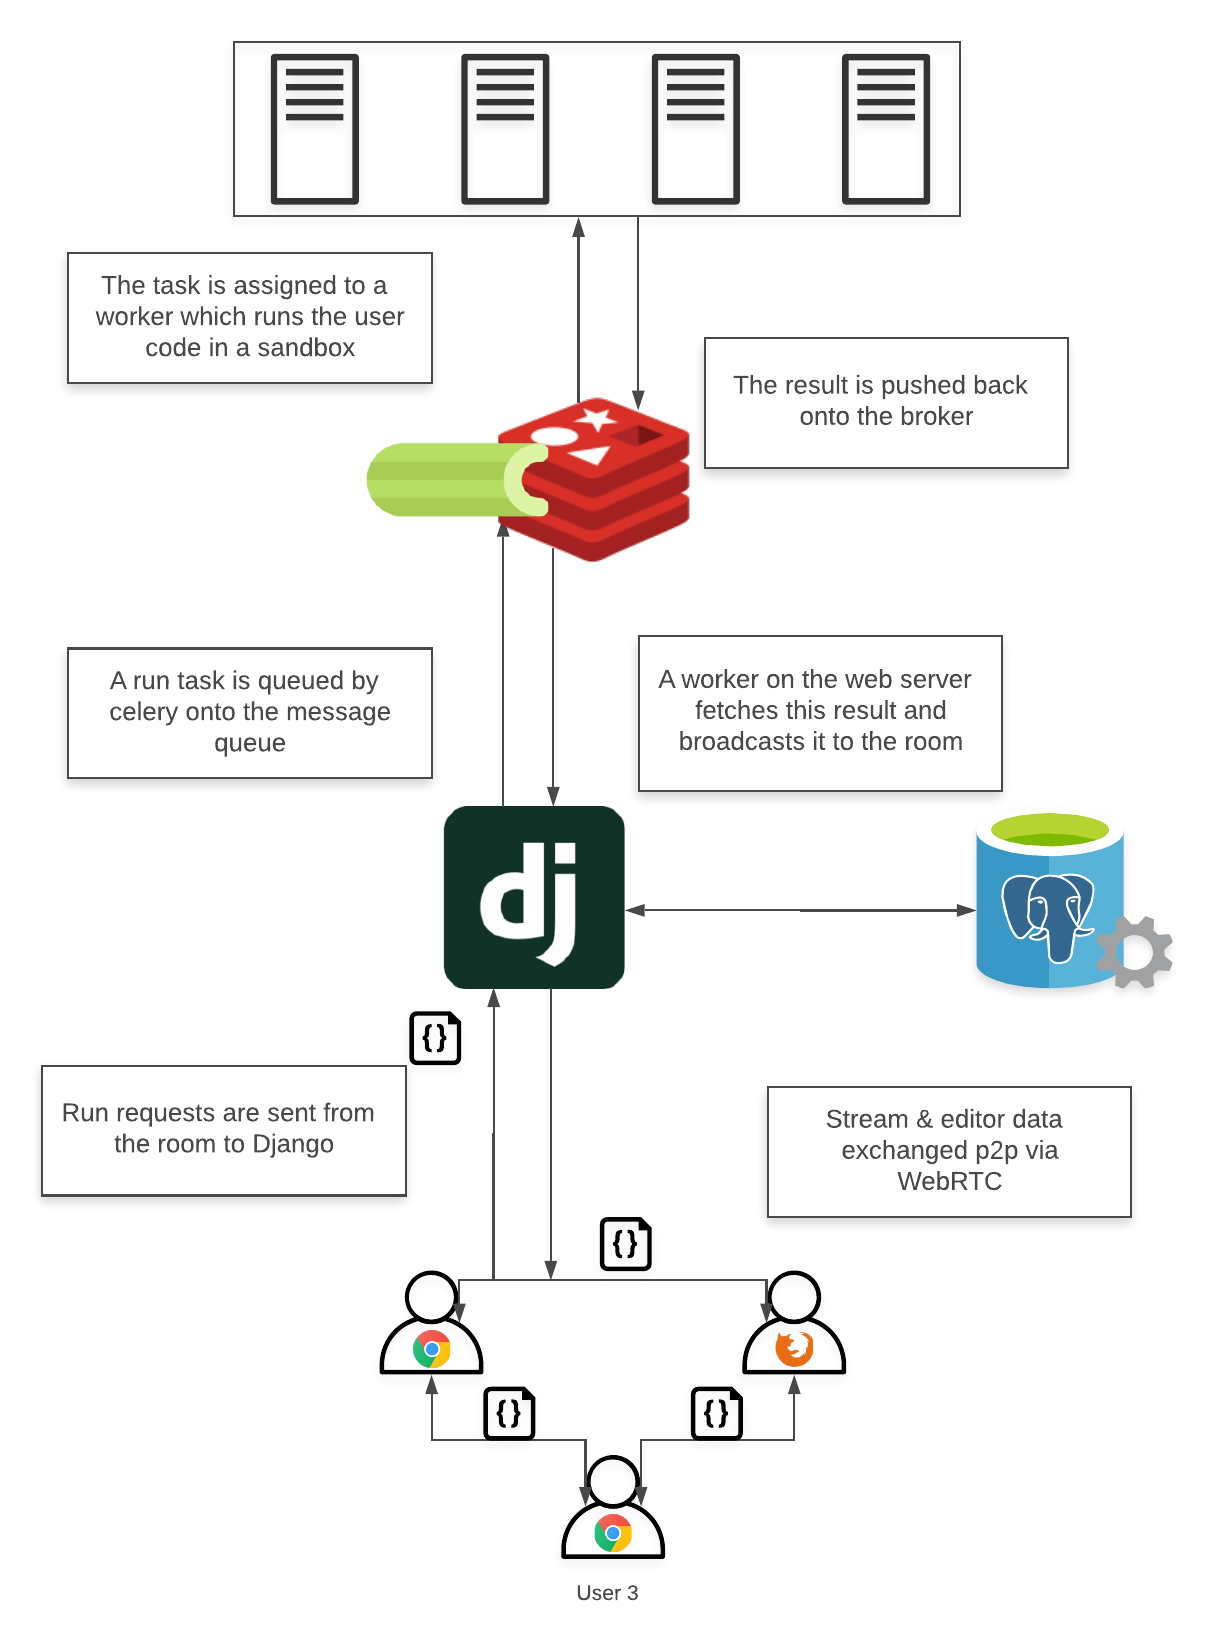 The task is assigned to a
worker which runs the user
code in a sandbox
The result is pushed back
onto the broker
A run task is queued by
celery onto the message
queue
A worker on the web server
fetches this result and
broadcasts it to the room
dj
{}
Run requests are sent from
the room to Django
Stream & editor data
exchanged p2p via
WebRTC
{}
{}
{}
User 3